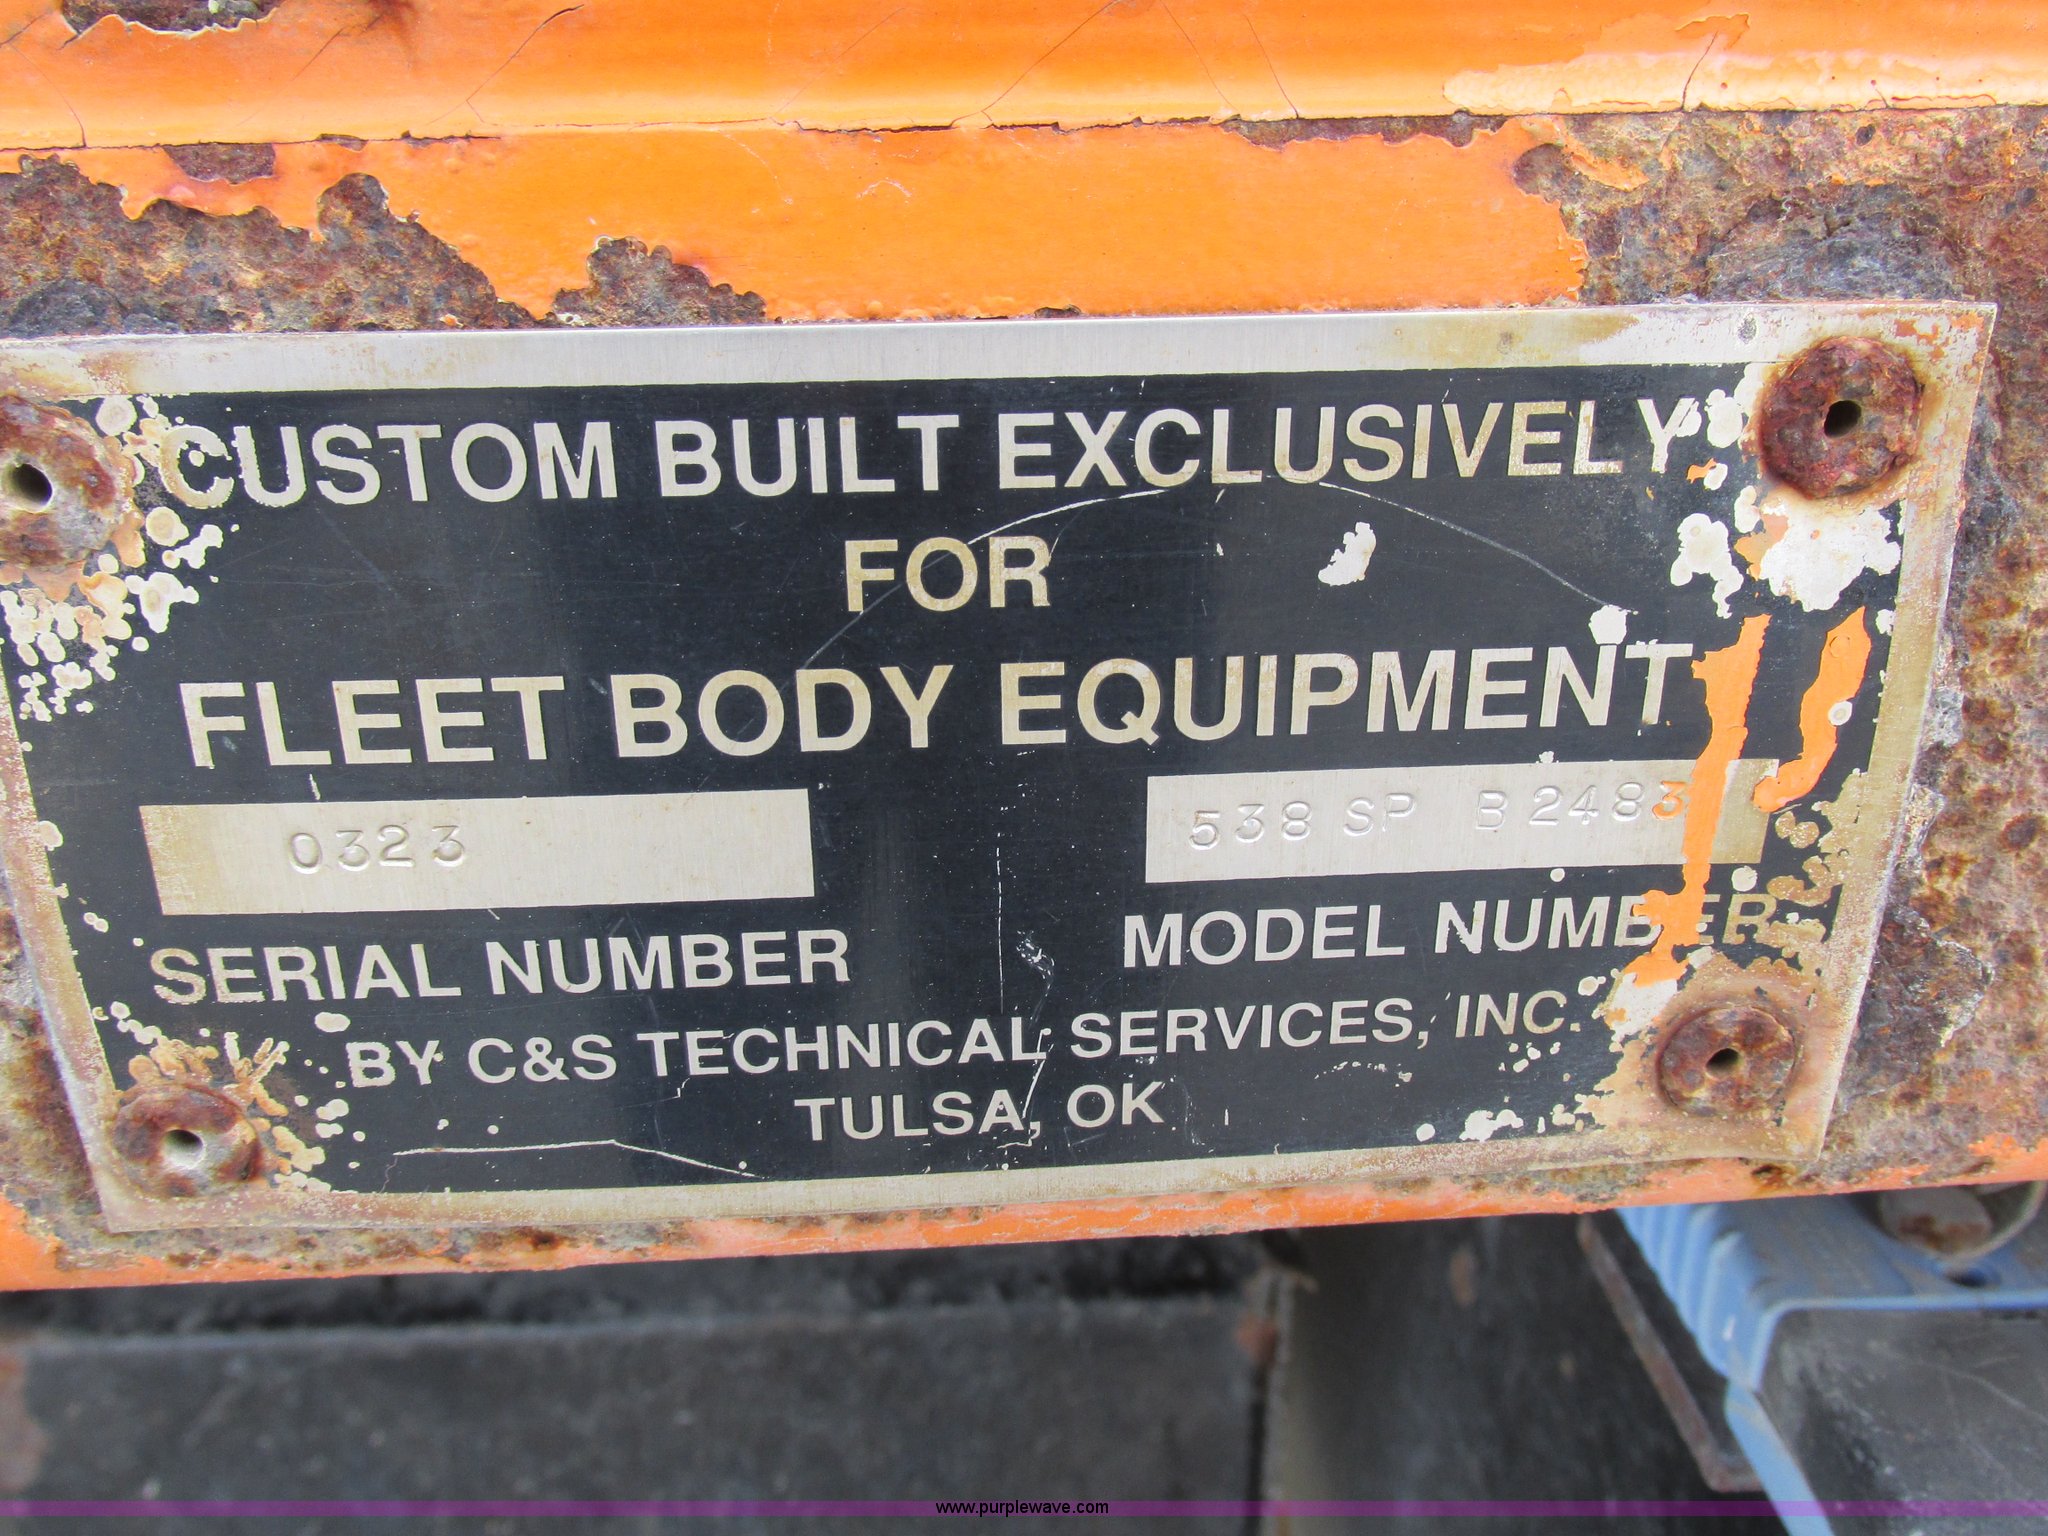 CUSTOM BUILT EXCLUSIVELY
FOR
FLEET BODY EQUIPMENT
0323 538 SP B 2483
SERIAL NUMBER MODEL NUMBER
BY C&S TECHNICAL SERVICES, INC.
TULSA, OK
www.purplewave.com